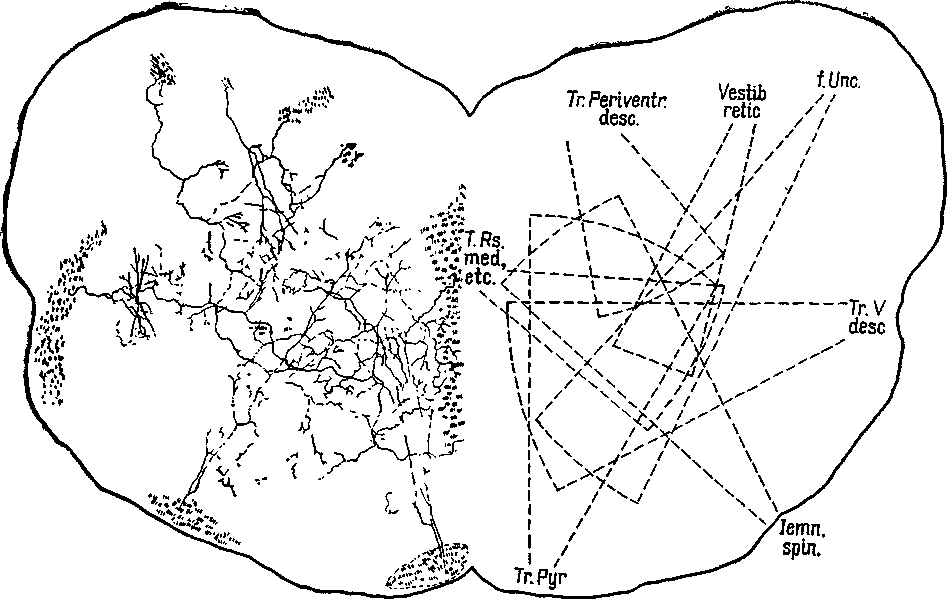 Tr. Periventr.
desc.
Vestib
retic
f. Unc.
f. Rs.
med,
etc.
Tr. V
desc
lemn.
spin.
Tr. Pyr